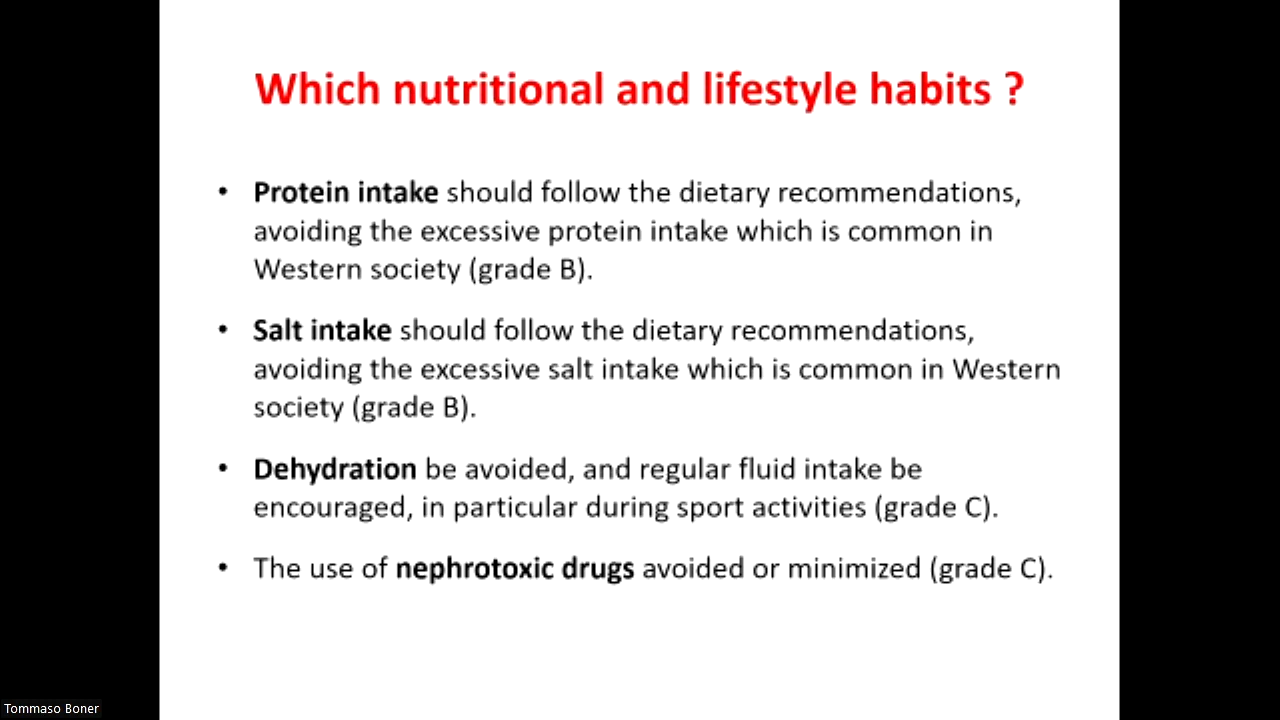 Which nutritional and lifestyle habits ?
• Protein intake should follow the dietary recommendations,
avoiding the excessive protein intake which is common in
Western society (grade B).
• Salt intake should follow the dietary recommendations,
avoiding the excessive salt intake which is common in Western
society (grade B).
• Dehydration be avoided, and regular fluid intake be
encouraged, in particular during sport activities (grade C).
• The use of nephrotoxic drugs avoided or minimized (grade C).
Tommaso Boner